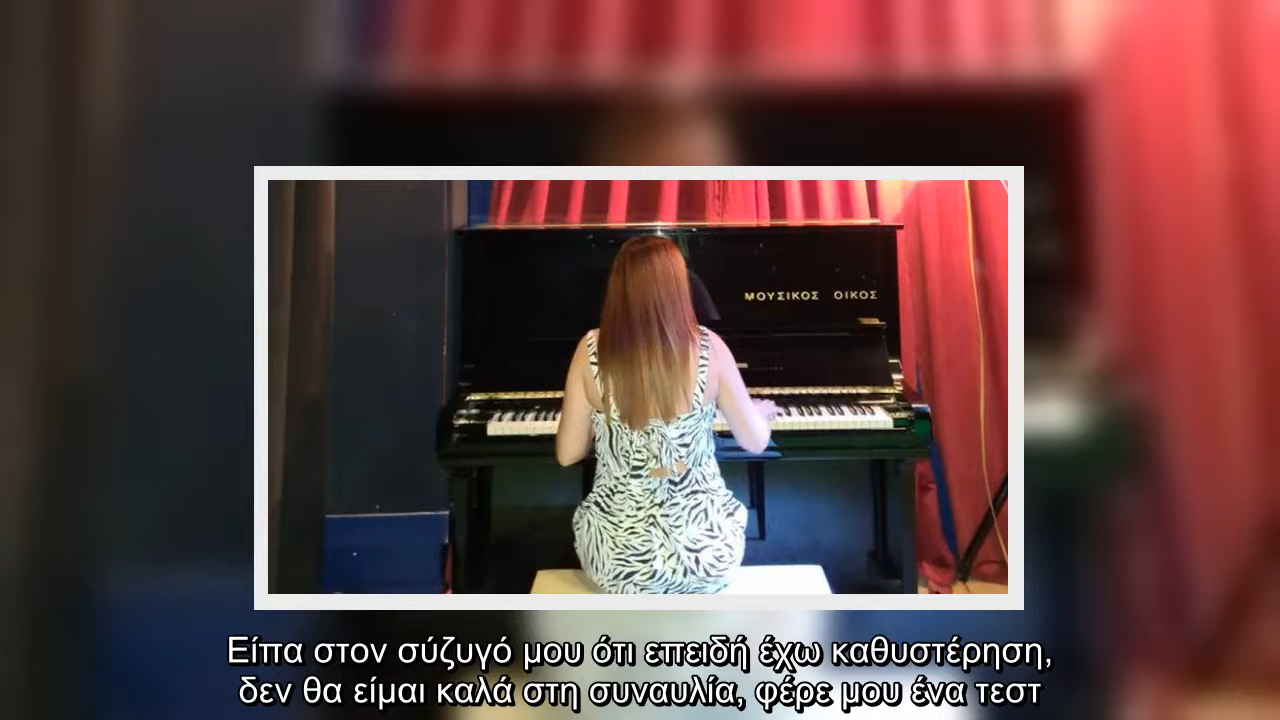 ΜΟΥΣΙΚΟΣ ΟΙΚΟΣ
Είπα στον σύζυγό μου ότι επειδή έχω καθυστέρηση,
δεν θα είμαι καλά στη συναυλία, φέρε μου ένα τεστ